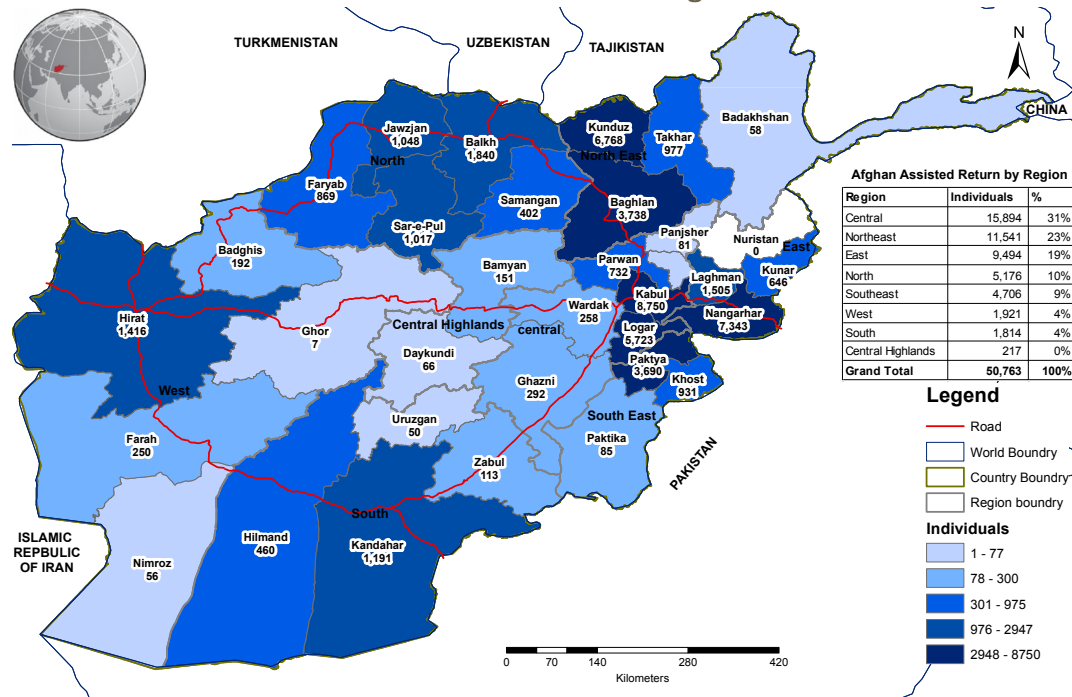 TURKMENISTAN
UZBEKISTAN
TAJIKISTAN
N
CHINA
Badakhshan
58
Jawzjan
1,048
Balkh
1,840
Kunduz
6,768
Takhar
977
North
North East
Faryab
869
Samangan
402
Baghlan
3,738
Sar-e-Pul
1,017
Panjsher
81
Nuristan
0
East
Badghis
192
Bamyan
151
Parwan
732
Laghman
1,505
Kunar
646
Hirat
1,416
Ghor
7
Wardak
258
Kabul
8,750
Nangarhar
7,343
Central Highlands
central
Logar
5,723
Daykundi
66
Paktya
3,690
Ghazni
292
Khost
931
West
Uruzgan
50
South East
Farah
250
Paktika
85
Zabul
113
PAKISTAN
South
Hilmand
460
Kandahar
1,191
ISLAMIC
REPBULIC
OF IRAN
Nimroz
56
0 70 140 280 420
Kilometers
Afghan Assisted Return by Region
Region Individuals %
Central 15,894 31%
Northeast 11,541 23%
East 9,494 19%
North 5,176 10%
Southeast 4,706 9%
West 1,921 4%
South 1,814 4%
Central Highlands 217 0%
Grand Total 50,763 100%
Legend
Road
World Boundry
Country Boundry
Region boundry
Individuals
1 - 77
78 - 300
301 - 975
976 - 2947
2948 - 8750